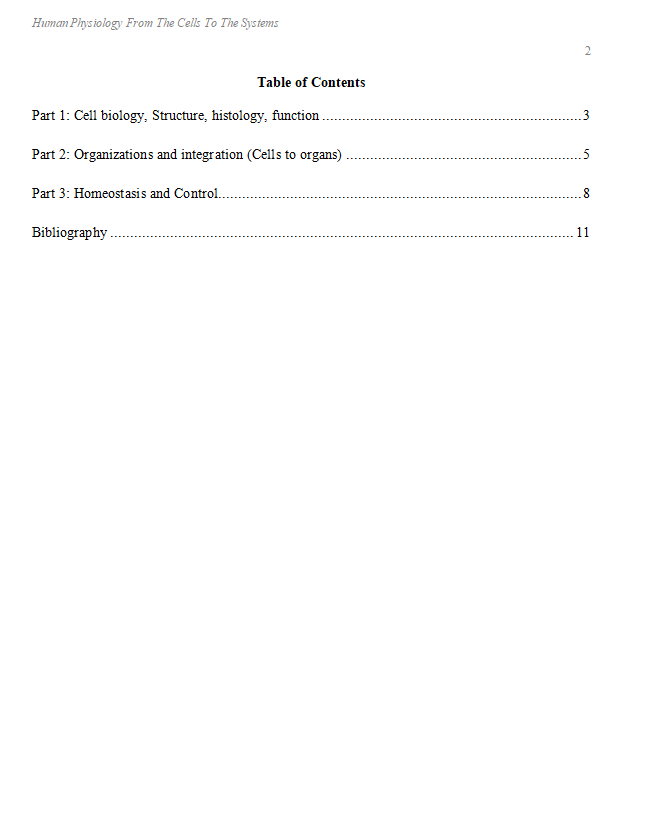 Human Physiology From The Cells To The Systems
2
Table of Contents
Part 1: Cell biology, Structure, histology, function ................................................................. 3
Part 2: Organizations and integration (Cells to organs) ........................................................... 5
Part 3: Homeostasis and Control........................................................................................... 8
Bibliography .................................................................................................................... 11